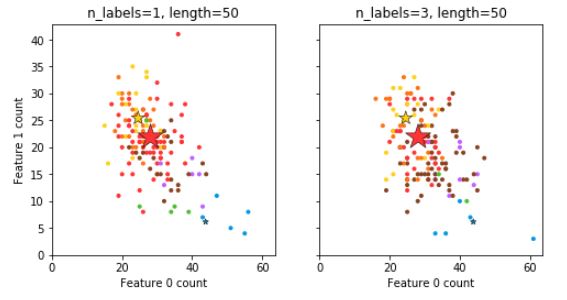 n_labels=1, length=50
n_labels=3, length=50
Feature 1 count
40
35
30
25
20
15
10
5
0
0 20 40 60
0 20 40 60
Feature 0 count
Feature 0 count